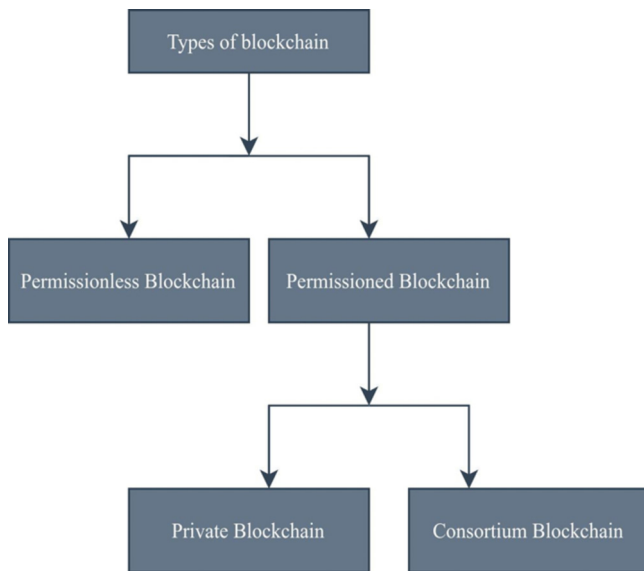 Types of blockchain
Permissionless Blockchain
Permissioned Blockchain
Private Blockchain
Consortium Blockchain